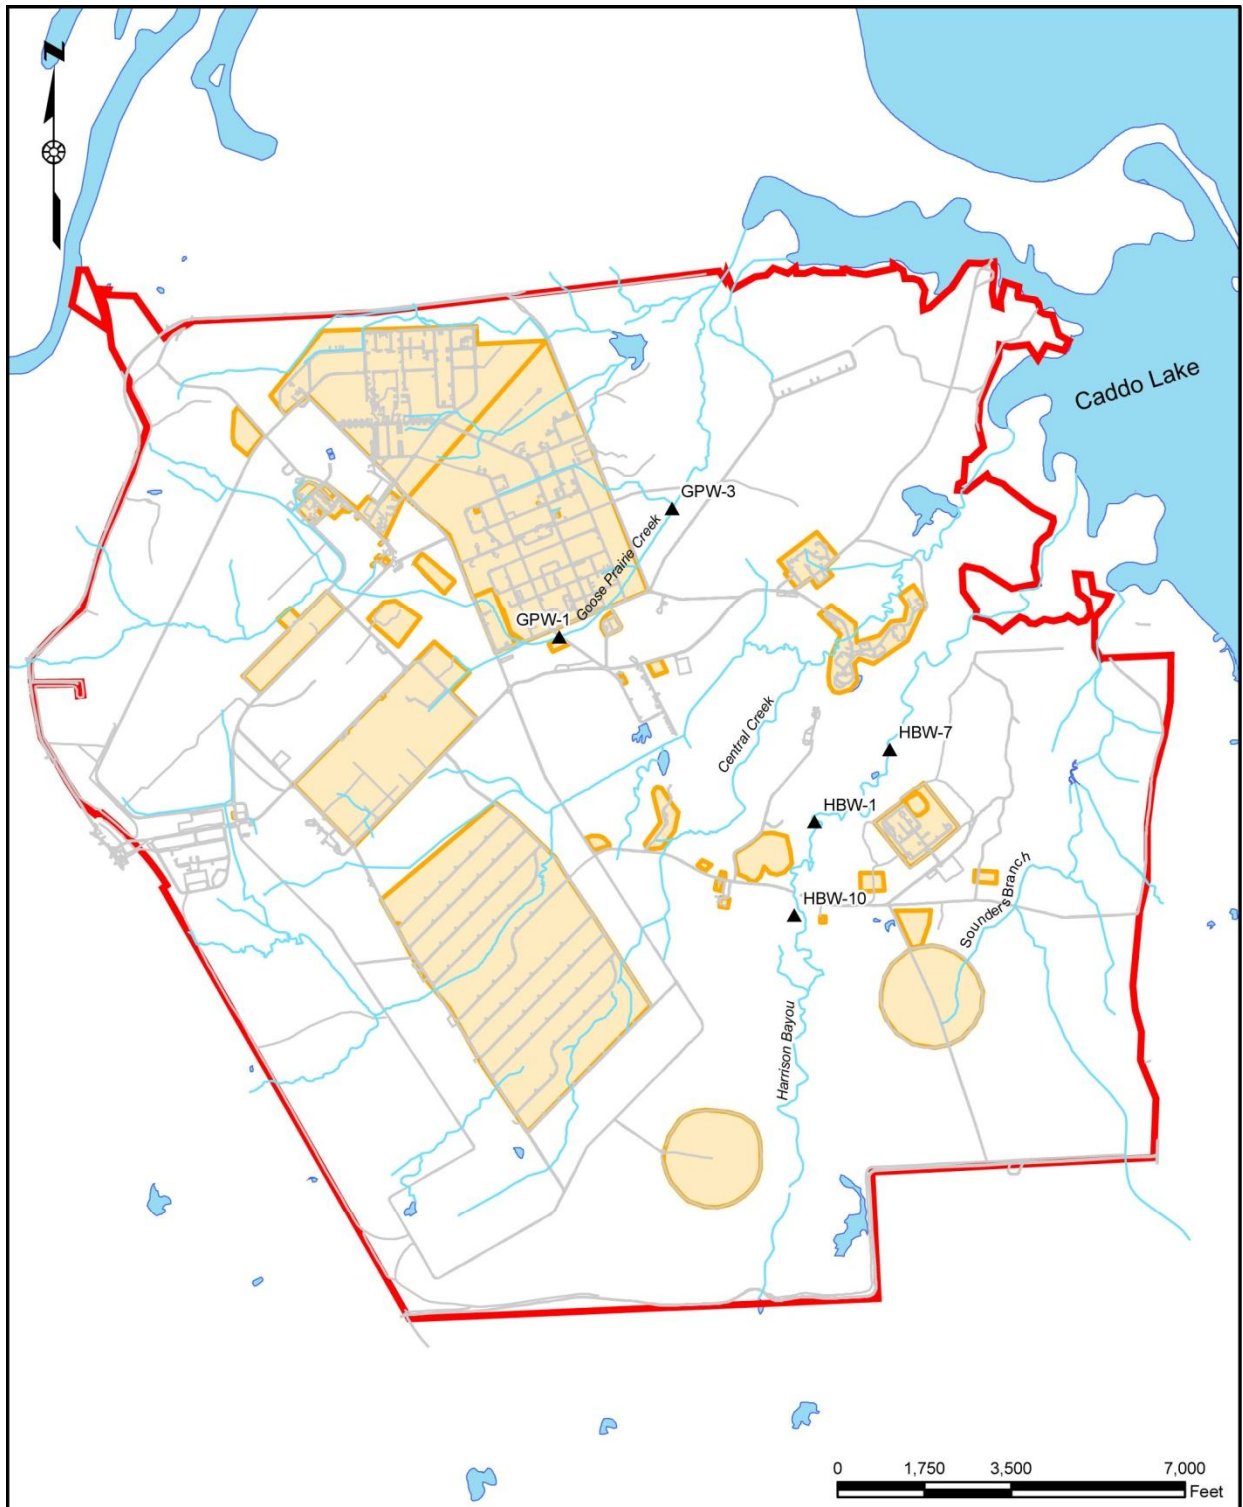 N
Caddo Lake
GPW-3
Goose Prairie Creek
GPW-1
Central Creek
HBW-7
HBW-1
HBW-10
Sounders Branch
Harrison Bayou
0 1,750 3,500 7,000
Feet